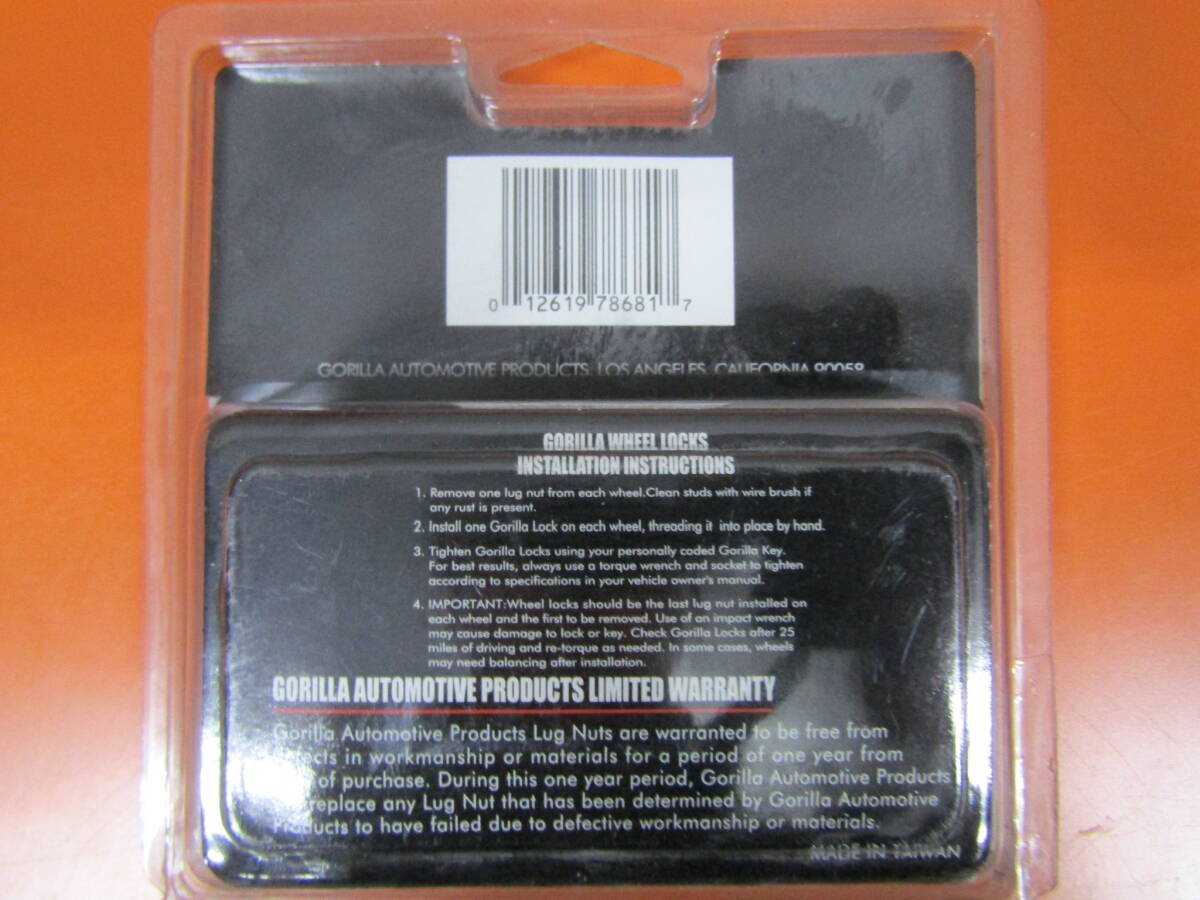 0 12619 78681 7
GORILLA AUTOMOTIVE PRODUCTS, LOS ANGELES, CALIFORNIA 90058
GORILLA WHEEL LOCKS
INSTALLATION INSTRUCTIONS
1. Remove one lug nut from each wheel.Clean studs with wire brush if
any rust is present.
2. Install one Gorilla Lock on each wheel, threading it into place by hand.
3. Tighten Gorilla Locks using your personally coded Gorilla Key.
For best results, always use a torque wrench and socket to tighten
according to specifications in your vehicle owner's manual.
4. IMPORTANT:Wheel locks should be the last lug nut installed on
each wheel and the first to be removed. Use of an impact wrench
may cause damage to lock or key. Check Gorilla Locks after 25
miles of driving and re-torque as needed. In some cases, wheels
may need balancing after installation.
GORILLA AUTOMOTIVE PRODUCTS LIMITED WARRANTY
Gorilla Automotive Products Lug Nuts are warranted to be free from
in workmanship or materials for a period of one year from
of purchase. During this one year period, Gorilla Automotive Products
replace any Lug Nut that has been determined by Gorilla Automotive
Products to have failed due to defective workmanship or materials.
MADE IN TAIWAN